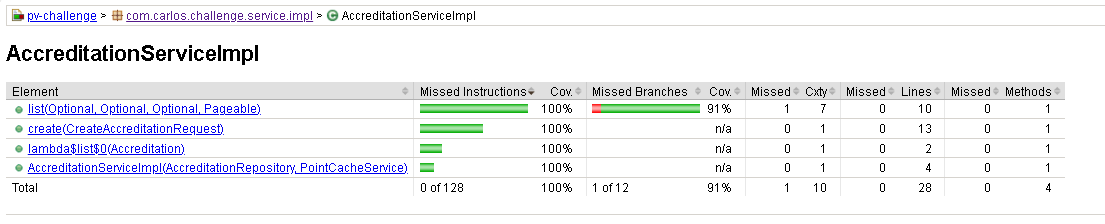 pv-challenge > com.carlos.challenge.service.impl > AccreditationServiceImpl
AccreditationServiceImpl
Element Missed Instructions Cov. Missed Branches Cov. Missed Cxty Missed Lines Missed Methods
list(Optional, Optional, Optional, Pageable) 100% 91% 1 7 0 10 0 1
create(CreateAccreditationRequest) 100% n/a 0 1 0 13 0 1
lambda$list$0(Accreditation) 100% n/a 0 1 0 2 0 1
AccreditationServiceImpl(AccreditationRepository, PointCacheService) 100% n/a 0 1 0 4 0 1
Total 0 of 128 100% 1 of 12 91% 1 10 0 28 0 4